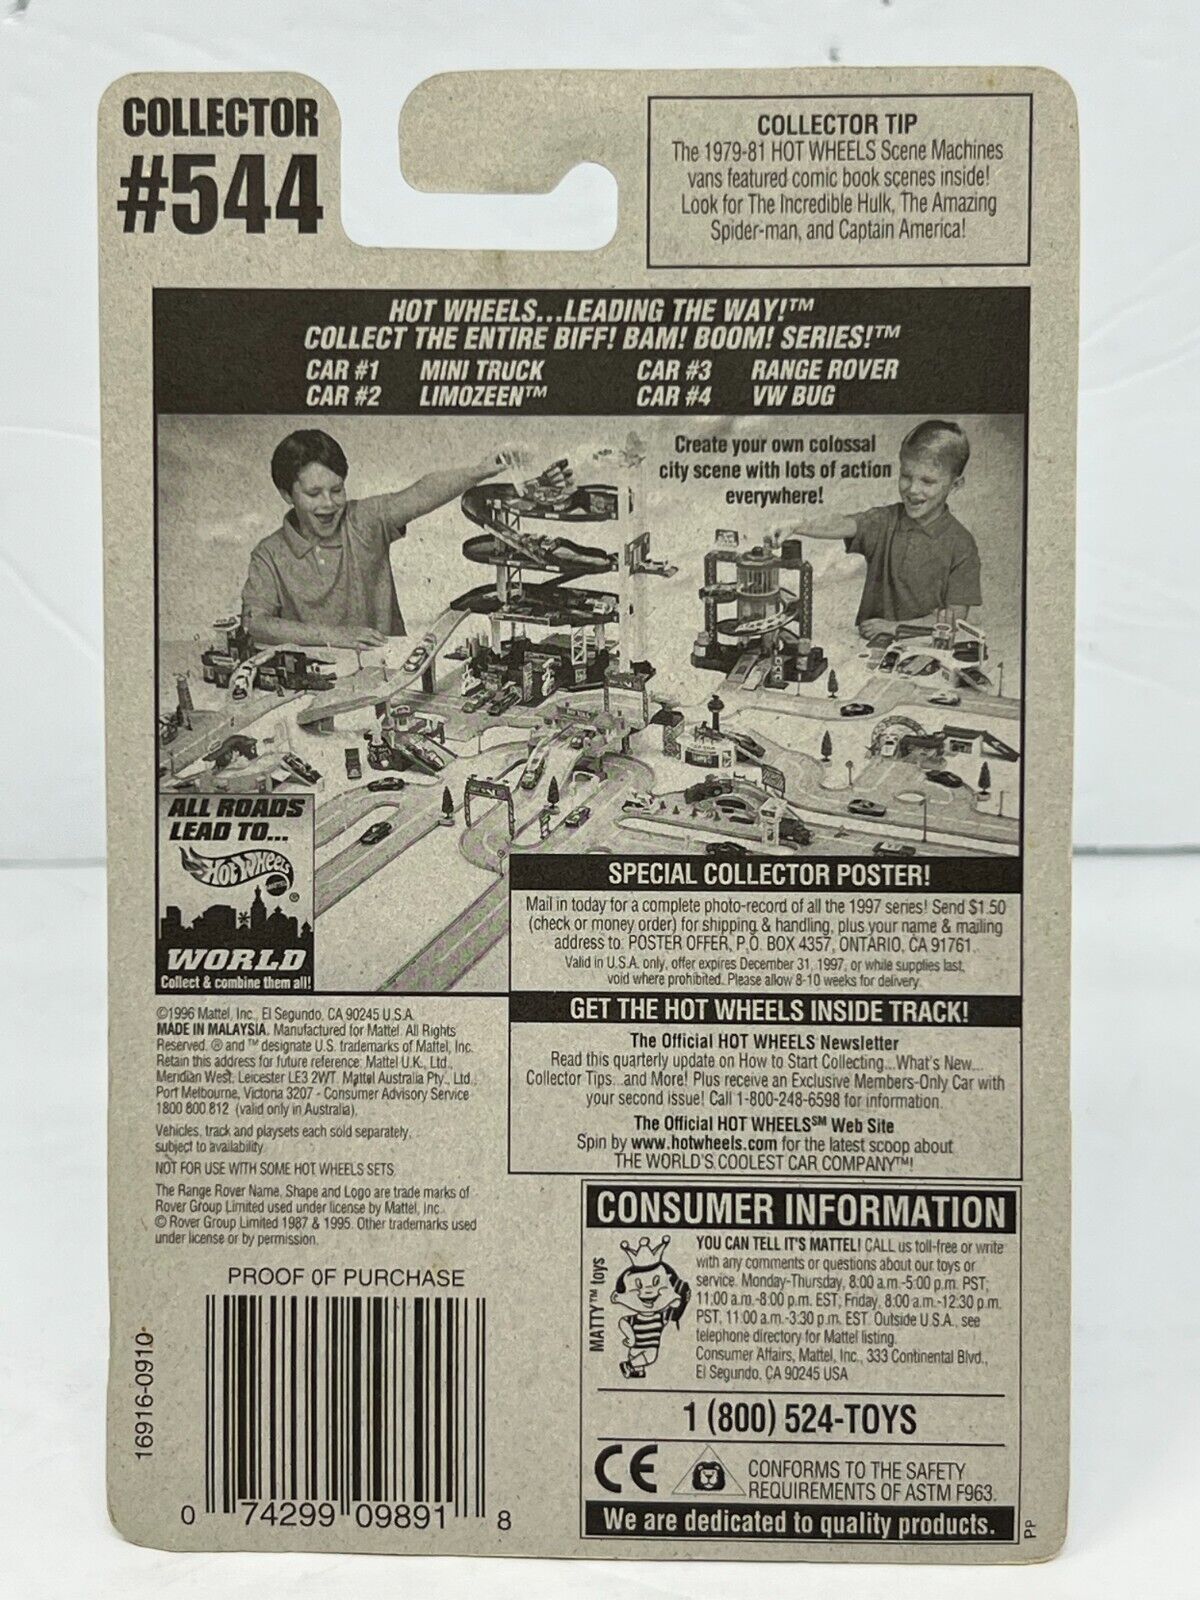 COLLECTOR
#544
COLLECTOR TIP
The 1979-81 HOT WHEELS Scene Machines
vans featured comic book scenes inside!
Look for The Incredible Hulk, The Amazing
Spider-man, and Captain America!
HOT WHEELS...LEADING THE WAY!™
COLLECT THE ENTIRE BIFF! BAM! BOOM! SERIES!™
CAR #1 MINI TRUCK CAR #3 RANGE ROVER
CAR #2 LIMOZEEN™ CAR #4 VW BUG
Create your own colossal
city scene with lots of action
everywhere!
ALL ROADS
LEAD TO...
HOT WHEELS ®
WORLD
Collect & combine them all!
SPECIAL COLLECTOR POSTER!
Mail in today for a complete photo-record of all the 1997 series! Send $1.50
(check or money order) for shipping & handling, plus your name & mailing
address to: POSTER OFFER, P.O. BOX 4357, ONTARIO, CA 91761.
Valid in U.S.A. only, offer expires December 31, 1997, or while supplies last,
void where prohibited. Please allow 8-10 weeks for delivery.
GET THE HOT WHEELS INSIDE TRACK!
The Official HOT WHEELS Newsletter
Read this quarterly update on How to Start Collecting...What's New...
Collector Tips...and More! Plus receive an Exclusive Members-Only Car with
your second issue! Call 1-800-248-6598 for information.
The Official HOT WHEELS℠ Web Site
Spin by www.hotwheels.com for the latest scoop about
THE WORLD'S COOLEST CAR COMPANY™!
©1996 Mattel, Inc., El Segundo, CA 90245 U.S.A.
MADE IN MALAYSIA. Manufactured for Mattel. All Rights
Reserved. ® and ™ designate U.S. trademarks of Mattel, Inc.
Retain this address for future reference: Mattel U.K., Ltd.,
Meridian West, Leicester LE3 2WT. Mattel Australia Pty., Ltd.,
Port Melbourne, Victoria 3207 - Consumer Advisory Service
1800 800 812 (valid only in Australia).
Vehicles, track and playsets each sold separately,
subject to availability.
NOT FOR USE WITH SOME HOT WHEELS SETS.
The Range Rover Name, Shape and Logo are trade marks of
Rover Group Limited used under license by Mattel, Inc.
© Rover Group Limited 1987 & 1995. Other trademarks used
under license or by permission.
PROOF OF PURCHASE
16916-0910
0 74299 09891 8
CONSUMER INFORMATION
MATTY™ toys
YOU CAN TELL IT'S MATTEL! CALL us toll-free or write
with any comments or questions about our toys or
service. Monday-Thursday, 8:00 a.m.-5:00 p.m. PST;
11:00 a.m.-8:00 p.m. EST; Friday, 8:00 a.m.-12:30 p.m.
PST, 11:00 a.m.-3:30 p.m. EST. Outside U.S.A., see
telephone directory for Mattel listing.
Consumer Affairs, Mattel, Inc., 333 Continental Blvd.,
El Segundo, CA 90245 USA
1 (800) 524-TOYS
CE
CONFORMS TO THE SAFETY
REQUIREMENTS OF ASTM F963.
We are dedicated to quality products.
PP